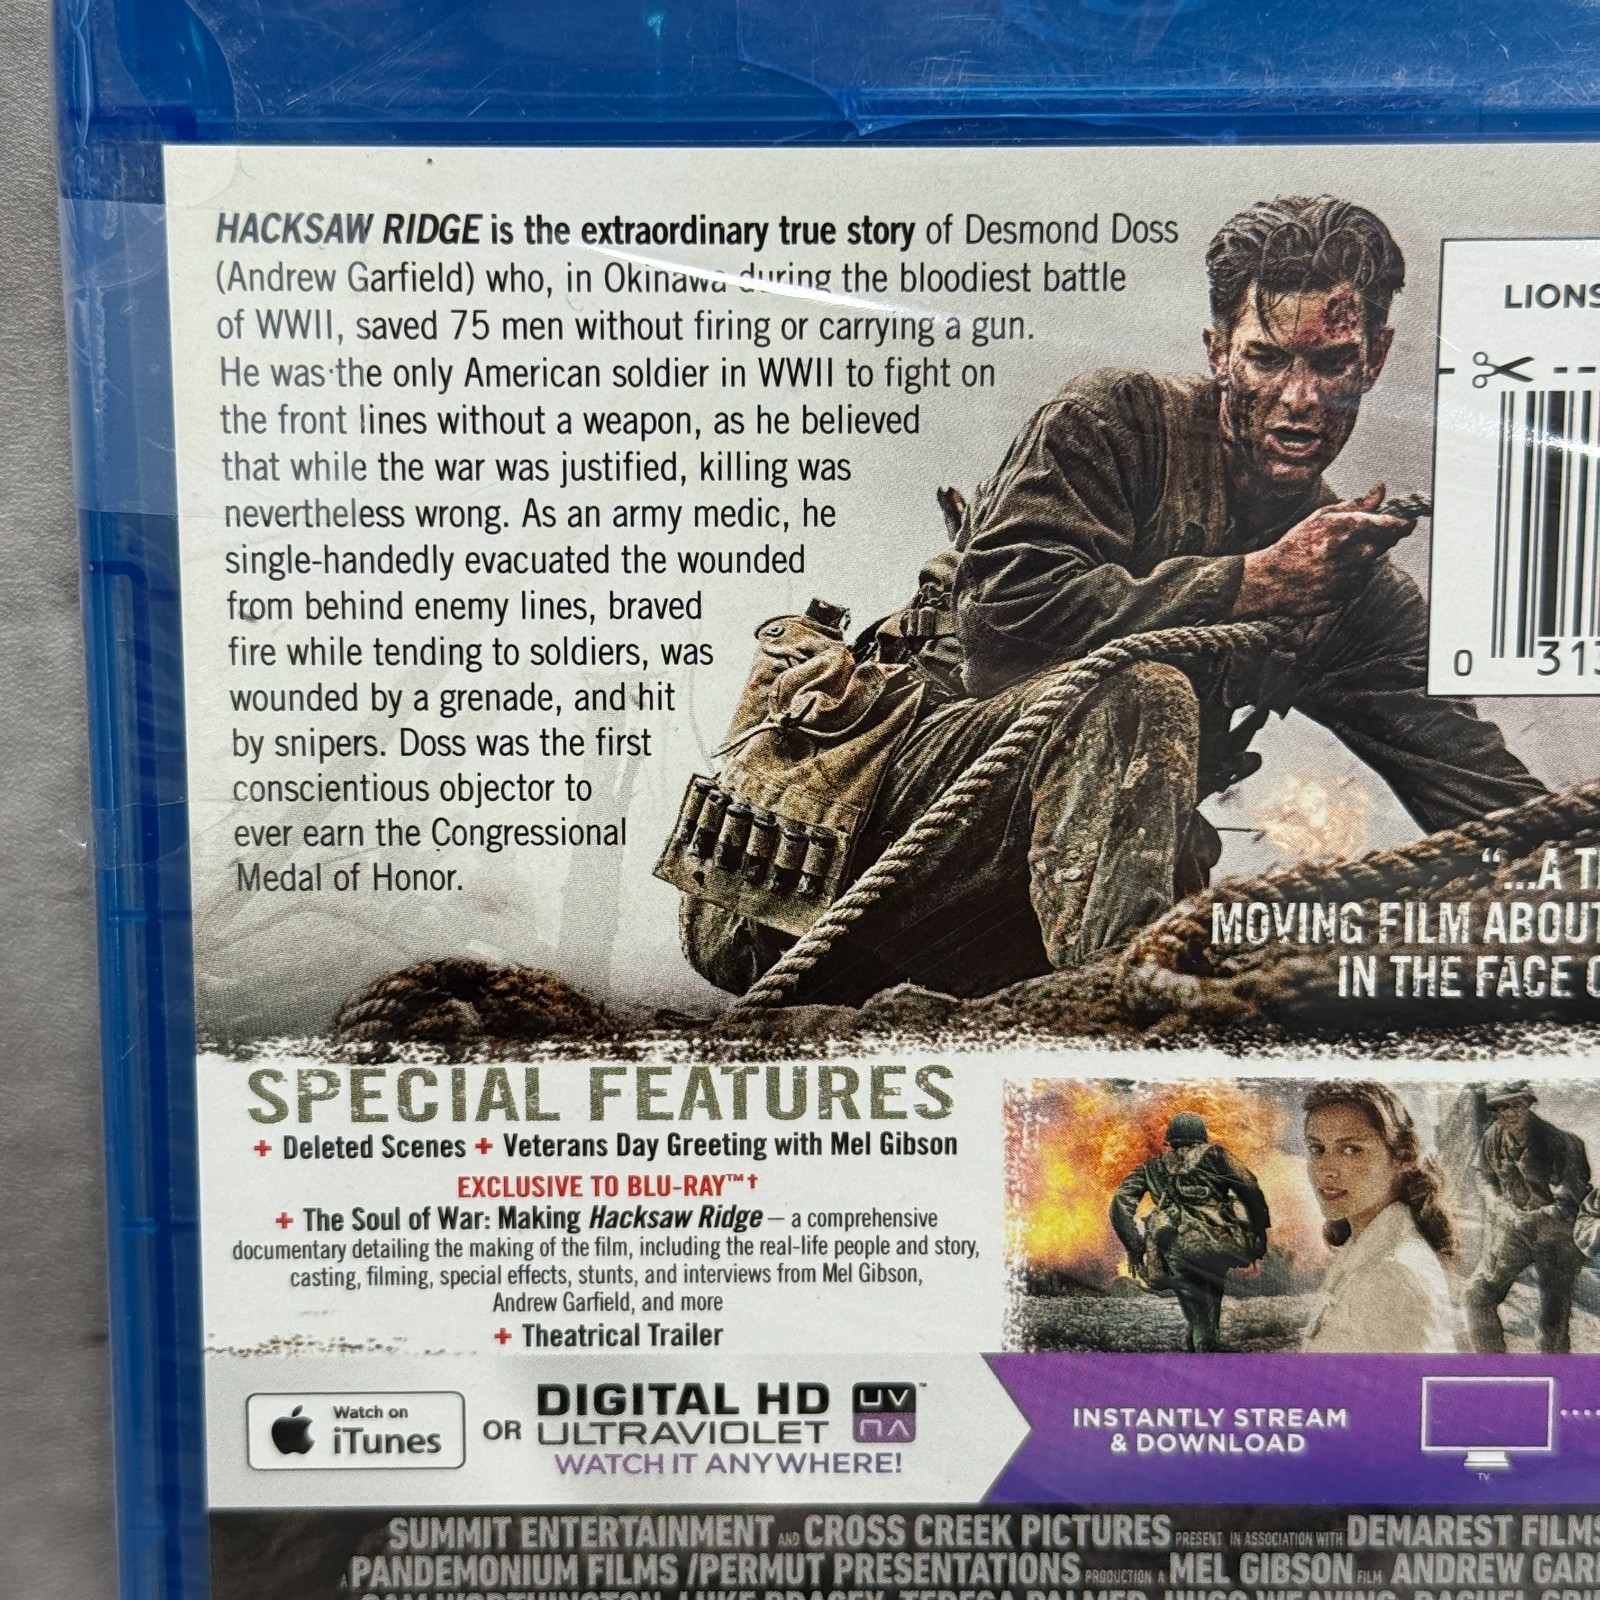 HACKSAW RIDGE is the extraordinary true story of Desmond Doss
(Andrew Garfield) who, in Okinawa during the bloodiest battle
of WWII, saved 75 men without firing or carrying a gun.
He was the only American soldier in WWII to fight on
the front lines without a weapon, as he believed
that while the war was justified, killing was
nevertheless wrong. As an army medic, he
single-handedly evacuated the wounded
from behind enemy lines, braved
fire while tending to soldiers, was
wounded by a grenade, and hit
by snipers. Doss was the first
conscientious objector to
ever earn the Congressional
Medal of Honor.
LIONS
0 313
"...A T
MOVING FILM ABOUT
IN THE FACE
SPECIAL FEATURES
+ Deleted Scenes + Veterans Day Greeting with Mel Gibson
EXCLUSIVE TO BLU-RAY™†
+ The Soul of War: Making Hacksaw Ridge – a comprehensive
documentary detailing the making of the film, including the real-life people and story,
casting, filming, special effects, stunts, and interviews from Mel Gibson,
Andrew Garfield, and more
+ Theatrical Trailer
Watch on
iTunes
OR
DIGITAL HD
ULTRAVIOLET
WATCH IT ANYWHERE!
UV
™
INSTANTLY STREAM
& DOWNLOAD
TV
SUMMIT ENTERTAINMENT AND CROSS CREEK PICTURES PRESENT IN ASSOCIATION WITH DEMAREST FILMS
A PANDEMONIUM FILMS / PERMUT PRESENTATIONS PRODUCTION A MEL GIBSON FILM ANDREW GAR